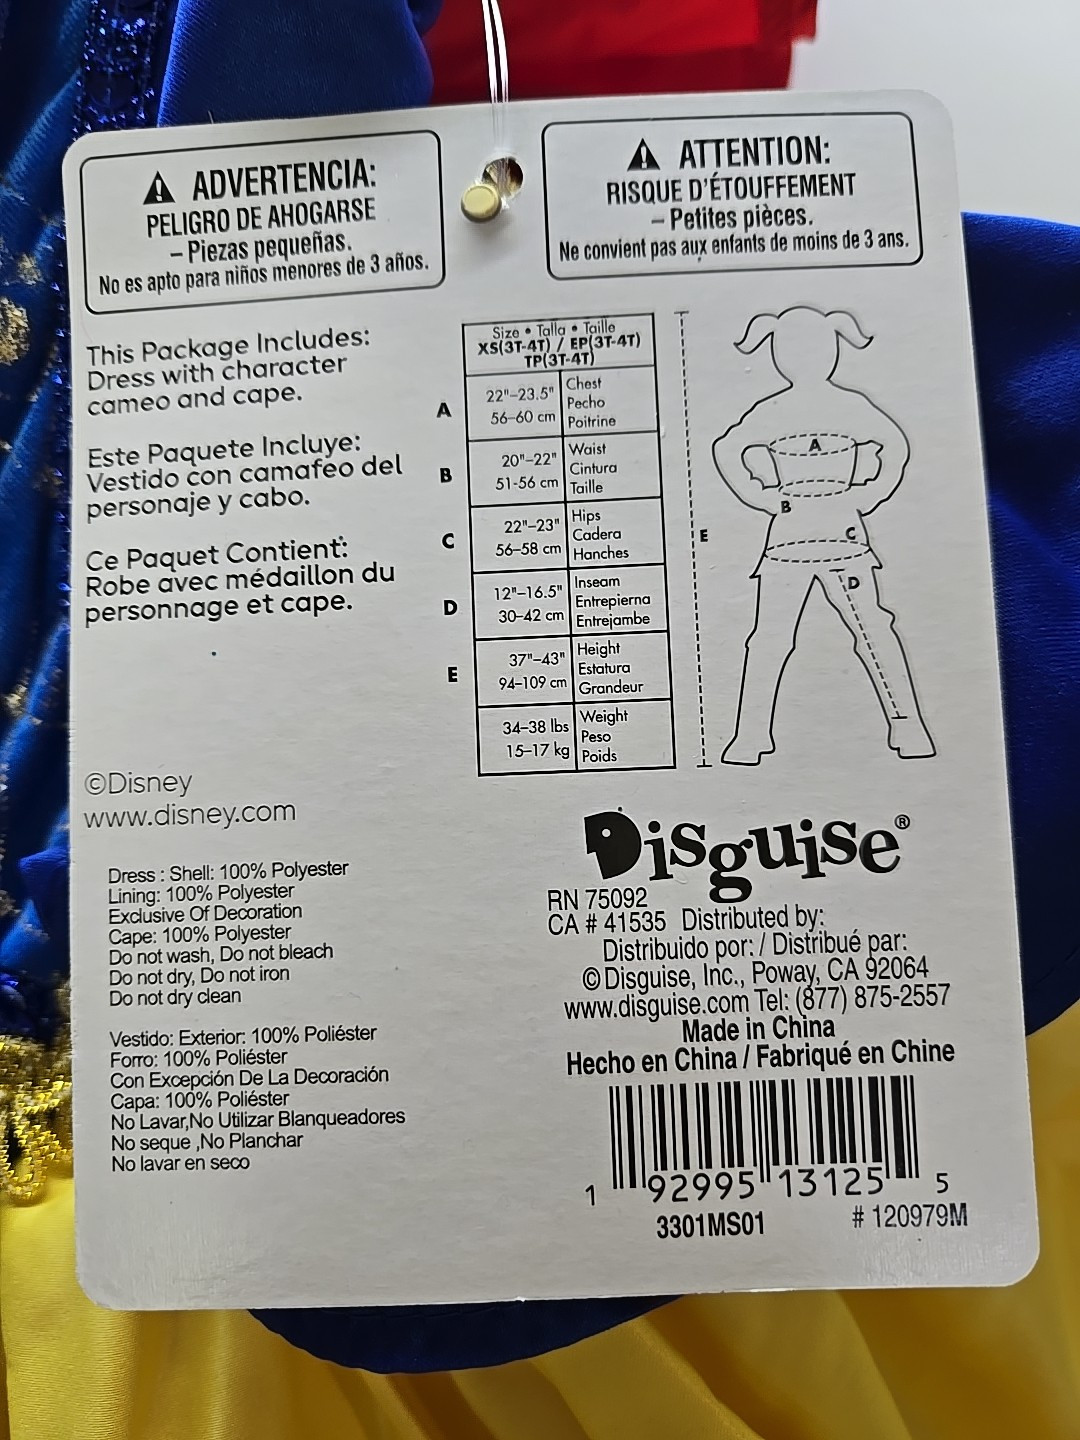 ADVERTENCIA:
PELIGRO DE AHOGARSE
– Piezas pequeñas.
No es apto para niños menores de 3 años.
ATTENTION:
RISQUE D'ÉTOUFFEMENT
– Petites pièces.
Ne convient pas aux enfants de moins de 3 ans.
This Package Includes:
Dress with character
cameo and cape.
Este Paquete Incluye:
Vestido con camafeo del
personaje y cabo.
Ce Paquet Contient:
Robe avec médaillon du
personnage et cape.
Size • Talla • Taille
XS(3T-4T) / EP(3T-4T)
TP(3T-4T)
A 22"–23.5" Chest
56–60 cm Pecho
Poitrine
B 20"–22" Waist
51-56 cm Cintura
Taille
C 22"–23" Hips
56–58 cm Cadera
Hanches
D 12"–16.5" Inseam
30–42 cm Entrepierna
Entrejambe
E 37"–43" Height
94–109 cm Estatura
Grandeur
34–38 lbs Weight
15–17 kg Peso
Poids
A
B
C
D
E
©Disney
www.disney.com
Dress : Shell: 100% Polyester
Lining: 100% Polyester
Exclusive Of Decoration
Cape: 100% Polyester
Do not wash, Do not bleach
Do not dry, Do not iron
Do not dry clean
Vestido: Exterior: 100% Poliéster
Forro: 100% Poliéster
Con Excepción De La Decoración
Capa: 100% Poliéster
No Lavar,No Utilizar Blanqueadores
No seque ,No Planchar
No lavar en seco
Disguise®
RN 75092
CA # 41535 Distributed by:
Distribuido por: / Distribué par:
© Disguise, Inc., Poway, CA 92064
www.disguise.com Tel: (877) 875-2557
Made in China
Hecho en China / Fabriqué en Chine
1 92995 13125 5
3301MS01 # 120979M